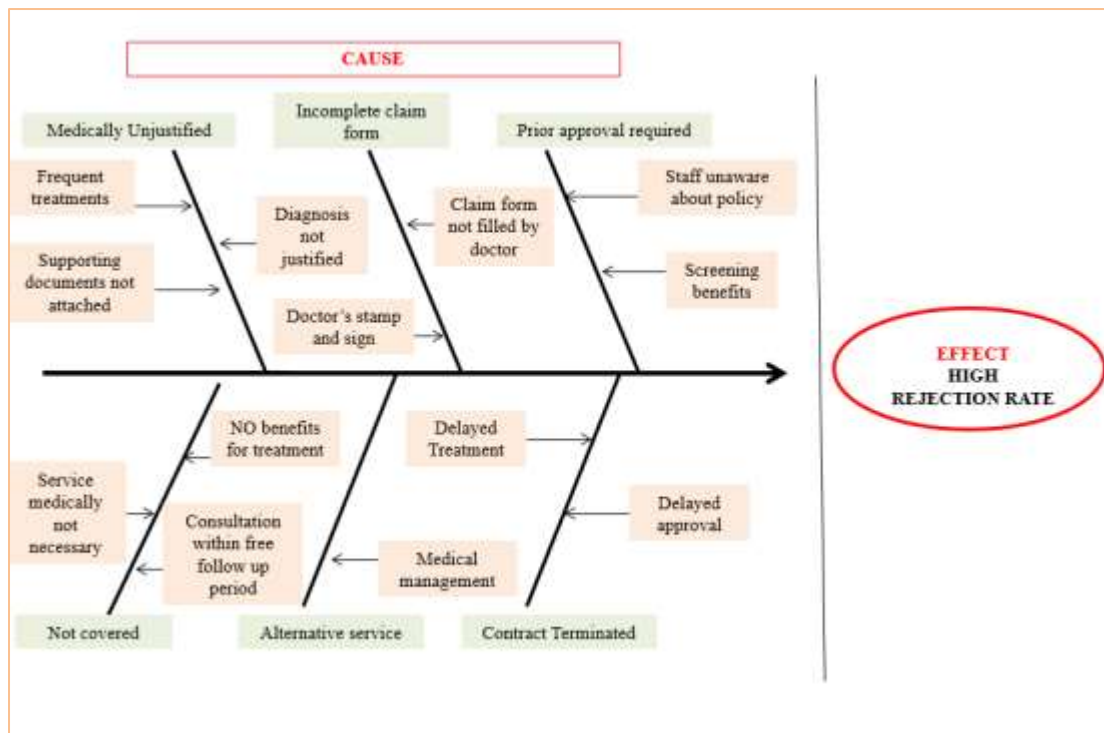 CAUSE
Medically Unjustified
Incomplete claim
form
Prior approval required
Frequent
treatments
Diagnosis
not
justified
Supporting
documents not
attached
Claim form
not filled by
doctor
Doctor's stamp
and sign
Staff unaware
about policy
Screening
benefits
EFFECT
HIGH
REJECTION RATE
NO benefits
for treatment
Service
medically
not
necessary
Consultation
within free
follow up
period
Delayed
Treatment
Medical
management
Delayed
approval
Not covered
Alternative service
Contract Terminated